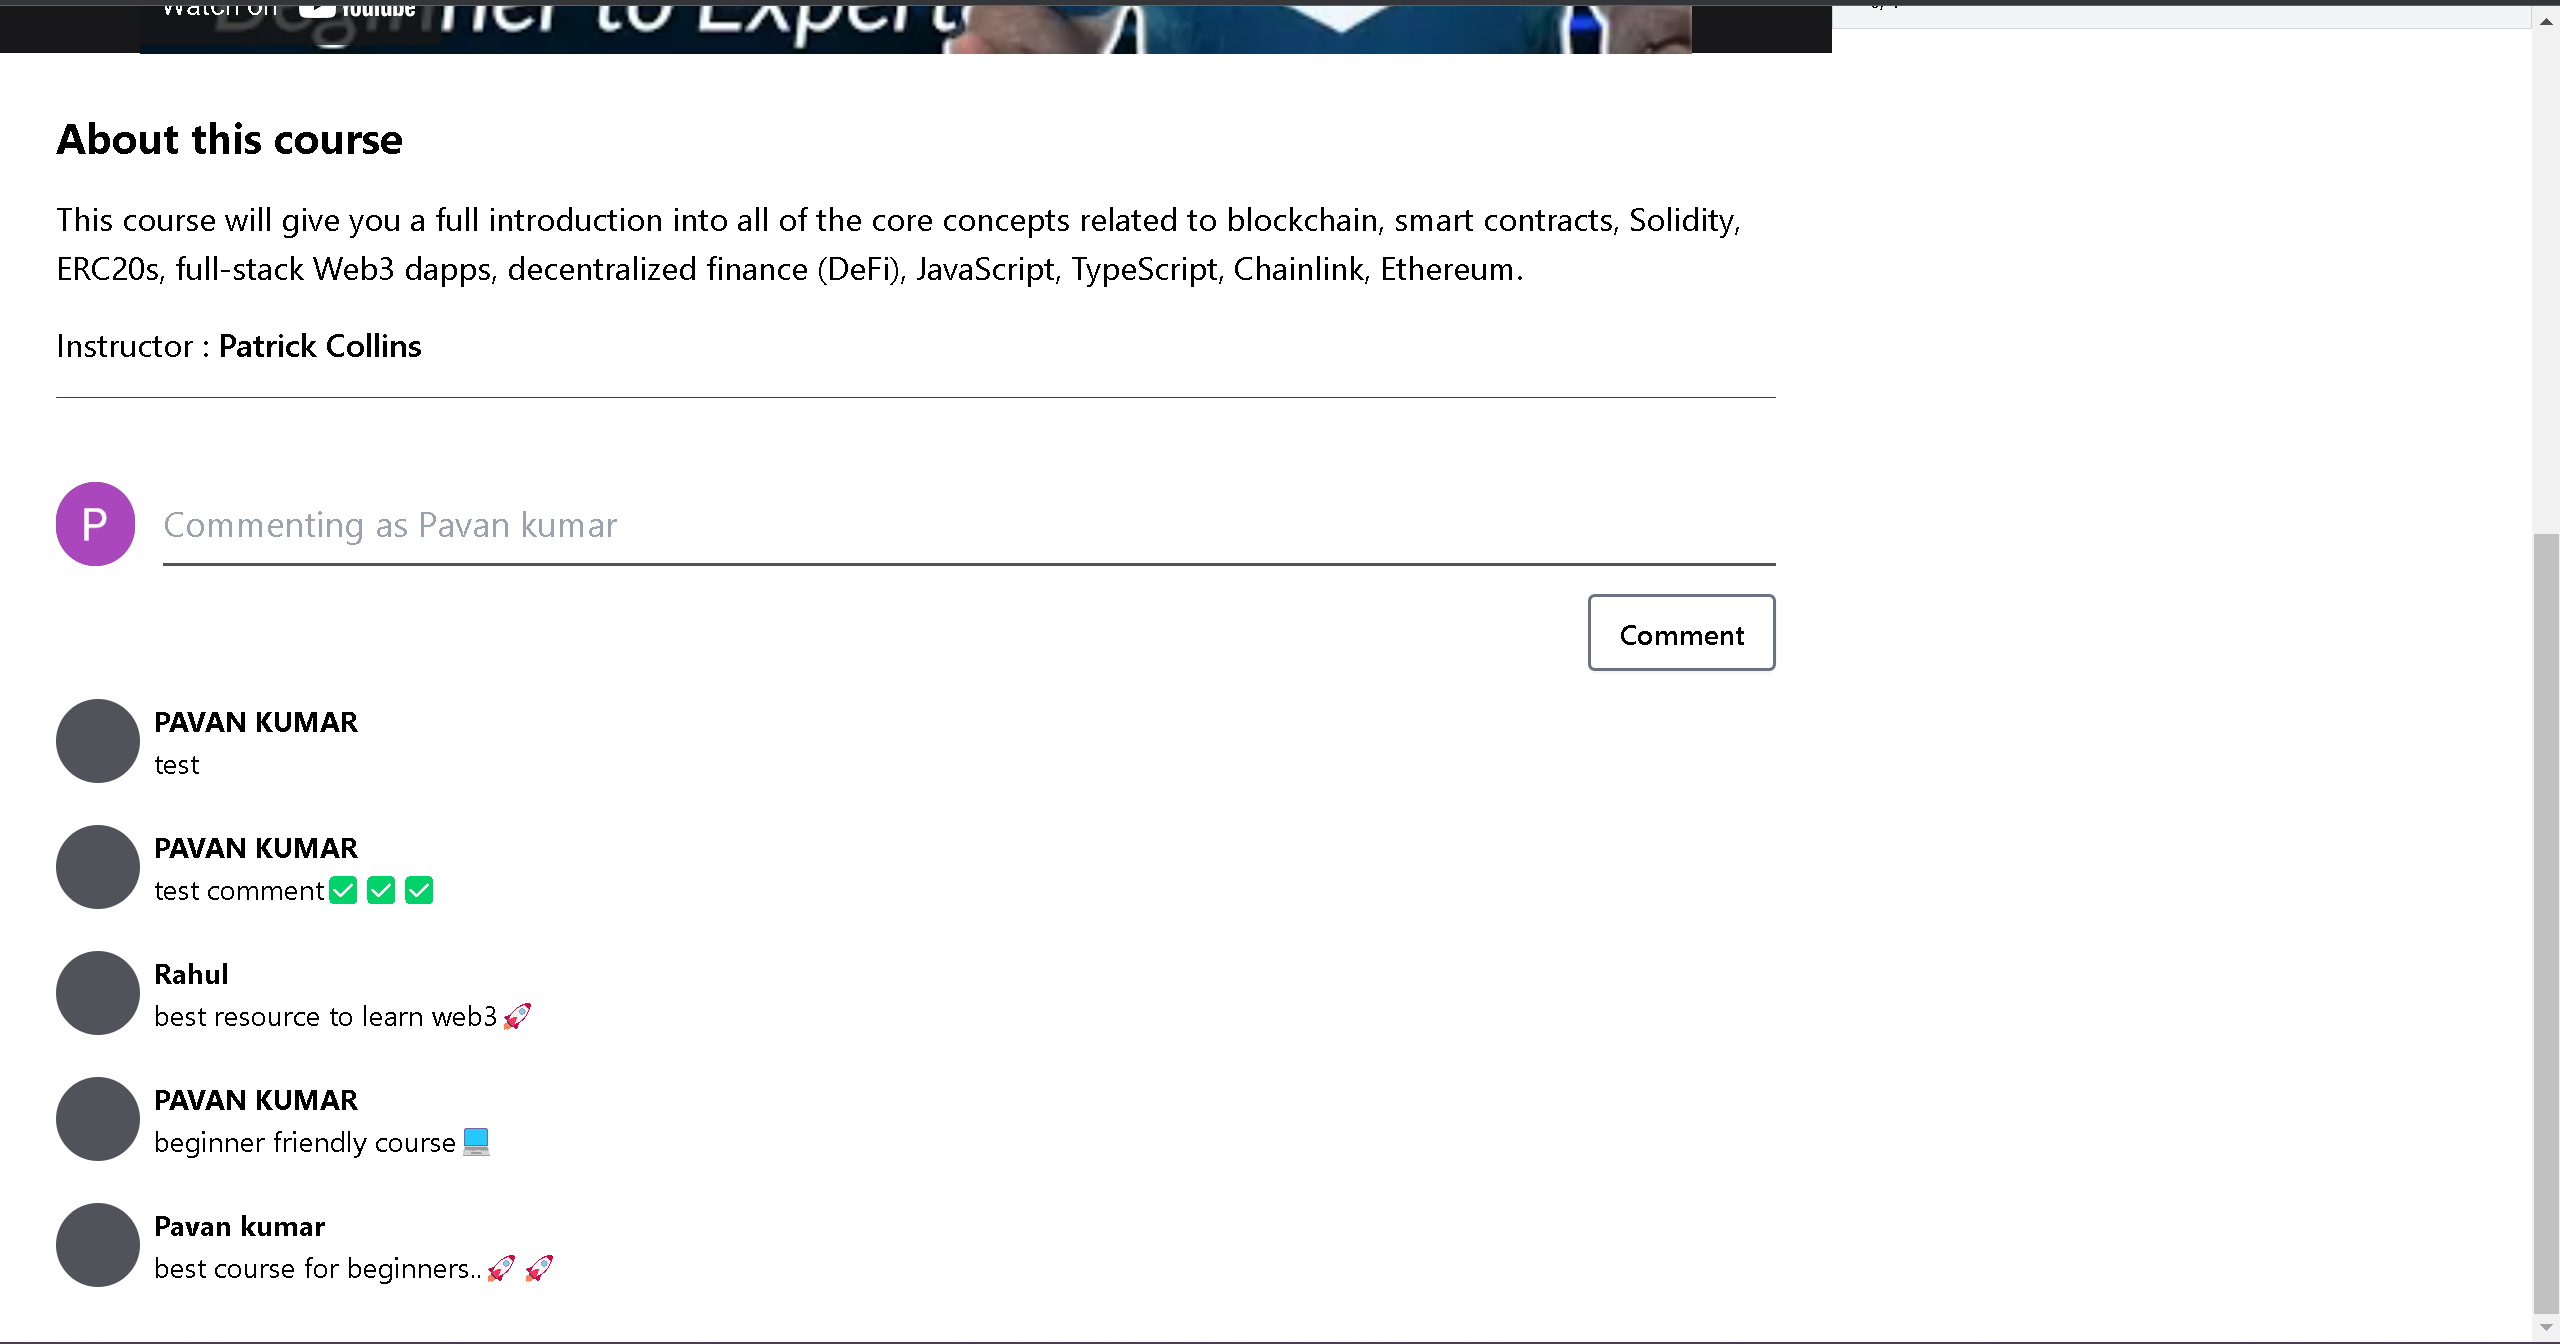 Watch on YouTube
Beginner to Expert
About this course
This course will give you a full introduction into all of the core concepts related to blockchain, smart contracts, Solidity,
ERC20s, full-stack Web3 dapps, decentralized finance (DeFi), JavaScript, TypeScript, Chainlink, Ethereum.
Instructor : Patrick Collins
P
Commenting as Pavan kumar
Comment
PAVAN KUMAR
test
PAVAN KUMAR
test comment✅✅✅
Rahul
best resource to learn web3🚀
PAVAN KUMAR
beginner friendly course💻
Pavan kumar
best course for beginners..🚀🚀